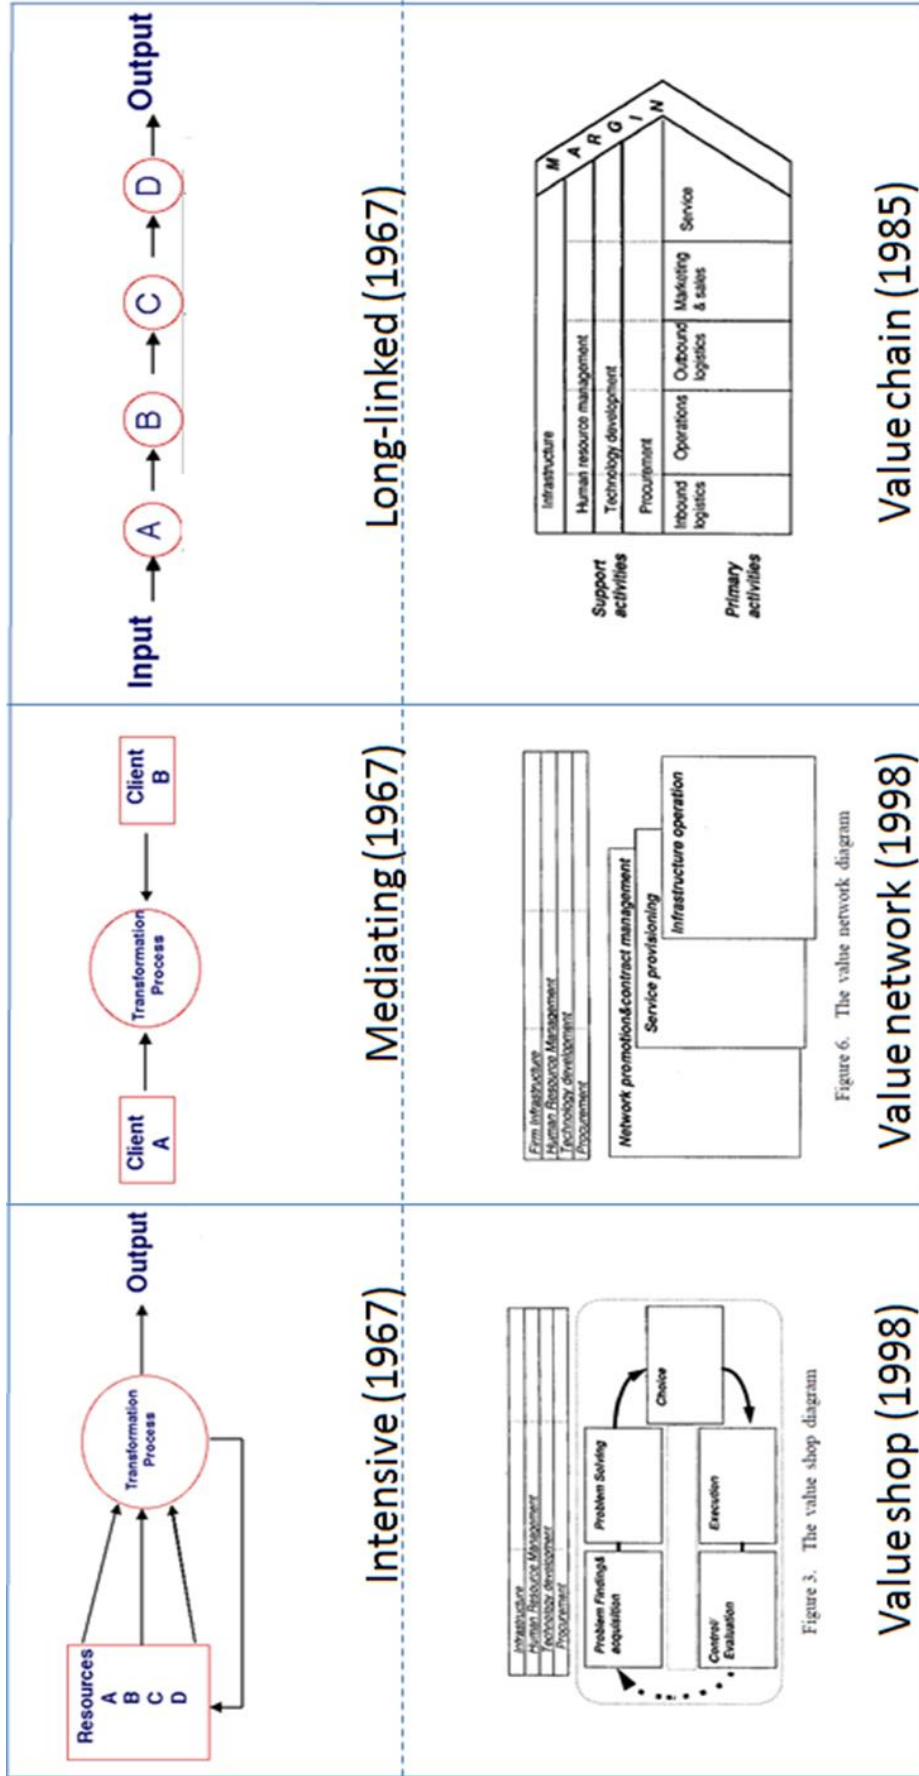 Resources
A
B
C
D
Transformation
Process
Output
Intensive (1967)
Client
A
Transformation
Process
Client
B
Mediating (1967)
Input
A
B
C
D
Output
Long-linked (1967)
Infrastructure
Human Resource Management
Technology development
Procurement
Problem Finding&
acquisition
Problem Solving
Choice
Control/
Evaluation
Execution
Figure 3. The value shop diagram
Value shop (1998)
Firm Infrastructure
Human Resource Management
Technology development
Procurement
Network promotion&contract management
Service provisioning
Infrastructure operation
Figure 6. The value network diagram
Value network (1998)
Support
activities
Primary
activities
Infrastructure
Human resource management
Technology development
Procurement
Inbound
logistics
Operations
Outbound
logistics
Marketing
& sales
Service
MARGIN
Value chain (1985)